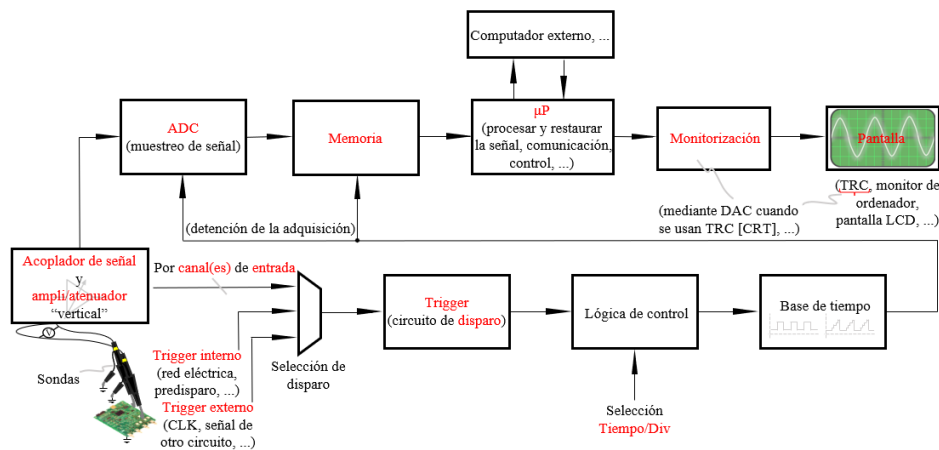 Computador externo, ...
ADC
(muestreo de señal)
Memoria
µP
(procesar y restaurar
la señal, comunicación,
control, ...)
Monitorización
Pantalla
(mediante DAC cuando
se usan TRC [CRT], ...)
(TRC, monitor de
ordenador,
pantalla LCD, ...)
(detención de la adquisición)
Acoplador de señal
y
ampli/atenuador
“vertical”
V
Sondas
Por canal(es) de entrada
Trigger interno
(red eléctrica,
predisparo, ...)
Trigger externo
(CLK, señal de
otro circuito, ...)
Selección de
disparo
Trigger
(circuito de disparo)
Lógica de control
Selección
Tiempo/Div
Base de tiempo